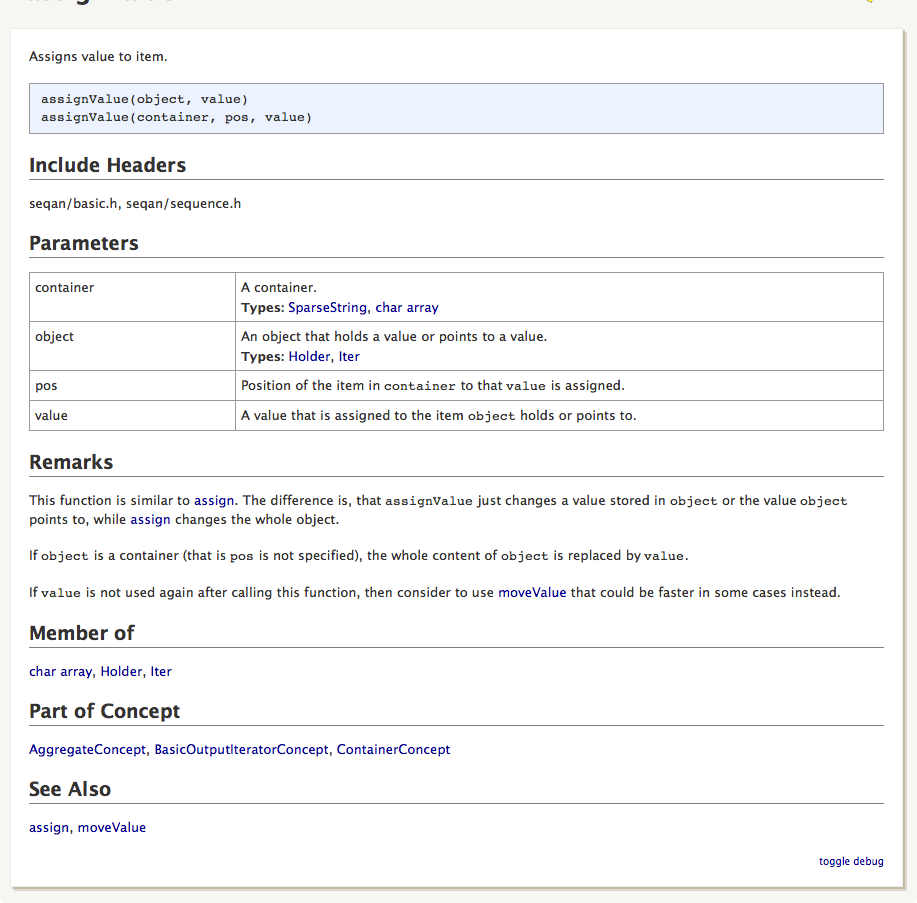 Assigns value to item.
assignValue(object, value)
assignValue(container, pos, value)
Include Headers
seqan/basic.h, seqan/sequence.h
Parameters
container
A container.
Types: SparseString, char array
object
An object that holds a value or points to a value.
Types: Holder, Iter
pos
Position of the item in container to that value is assigned.
value
A value that is assigned to the item object holds or points to.
Remarks
This function is similar to assign. The difference is, that assignValue just changes a value stored in object or the value object
points to, while assign changes the whole object.
If object is a container (that is pos is not specified), the whole content of object is replaced by value.
If value is not used again after calling this function, then consider to use moveValue that could be faster in some cases instead.
Member of
char array, Holder, Iter
Part of Concept
AggregateConcept, BasicOutputIteratorConcept, ContainerConcept
See Also
assign, moveValue
toggle debug